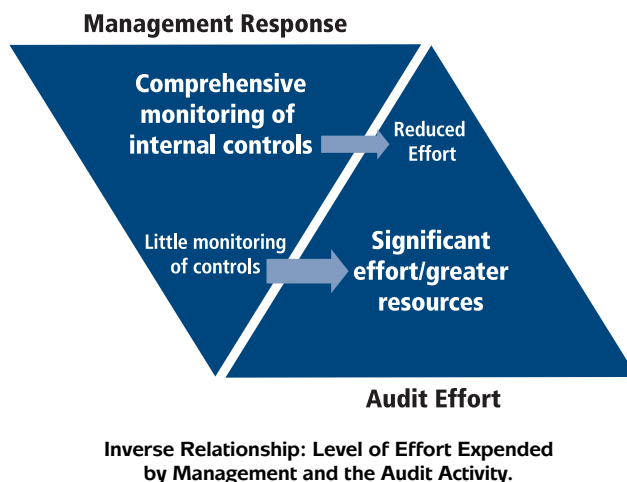 Management Response
Comprehensive
monitoring of
internal controls
Reduced
Effort
Little monitoring
of controls
Significant
effort/greater
resources
Audit Effort
Inverse Relationship: Level of Effort Expended
by Management and the Audit Activity.